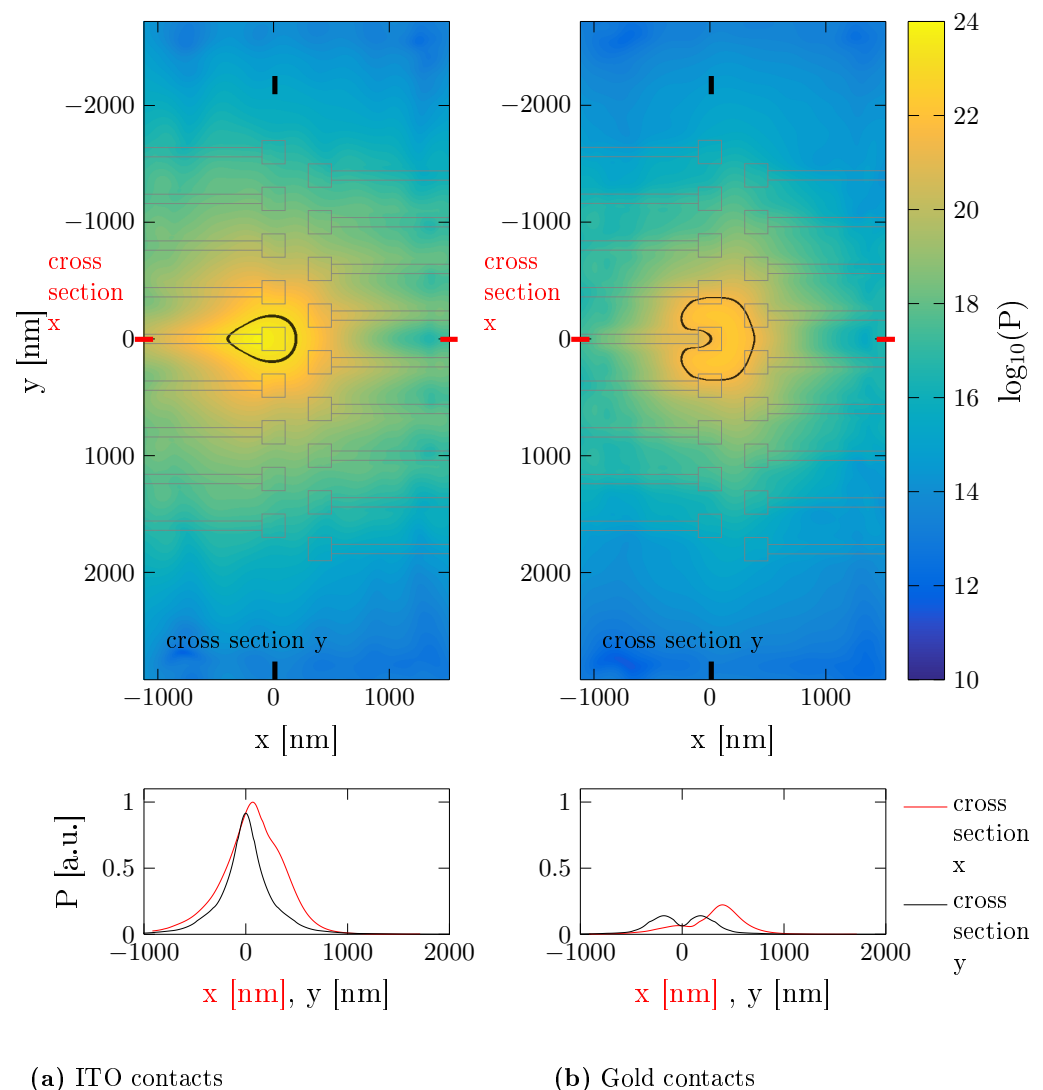 −2000
−1000
0
1000
2000
y [nm]
cross
section
x
cross section y
−1000
0
1000
x [nm]
−2000
−1000
0
1000
2000
cross
section
x
cross section y
−1000
0
1000
x [nm]
24
22
20
18
16
14
12
10
log10(P)
1
0.5
0
P [a.u.]
−1000
0
1000
2000
x [nm], y [nm]
1
0.5
0
−1000
0
1000
2000
x [nm] , y [nm]
cross
section
x
cross
section
y
(a) ITO contacts
(b) Gold contacts